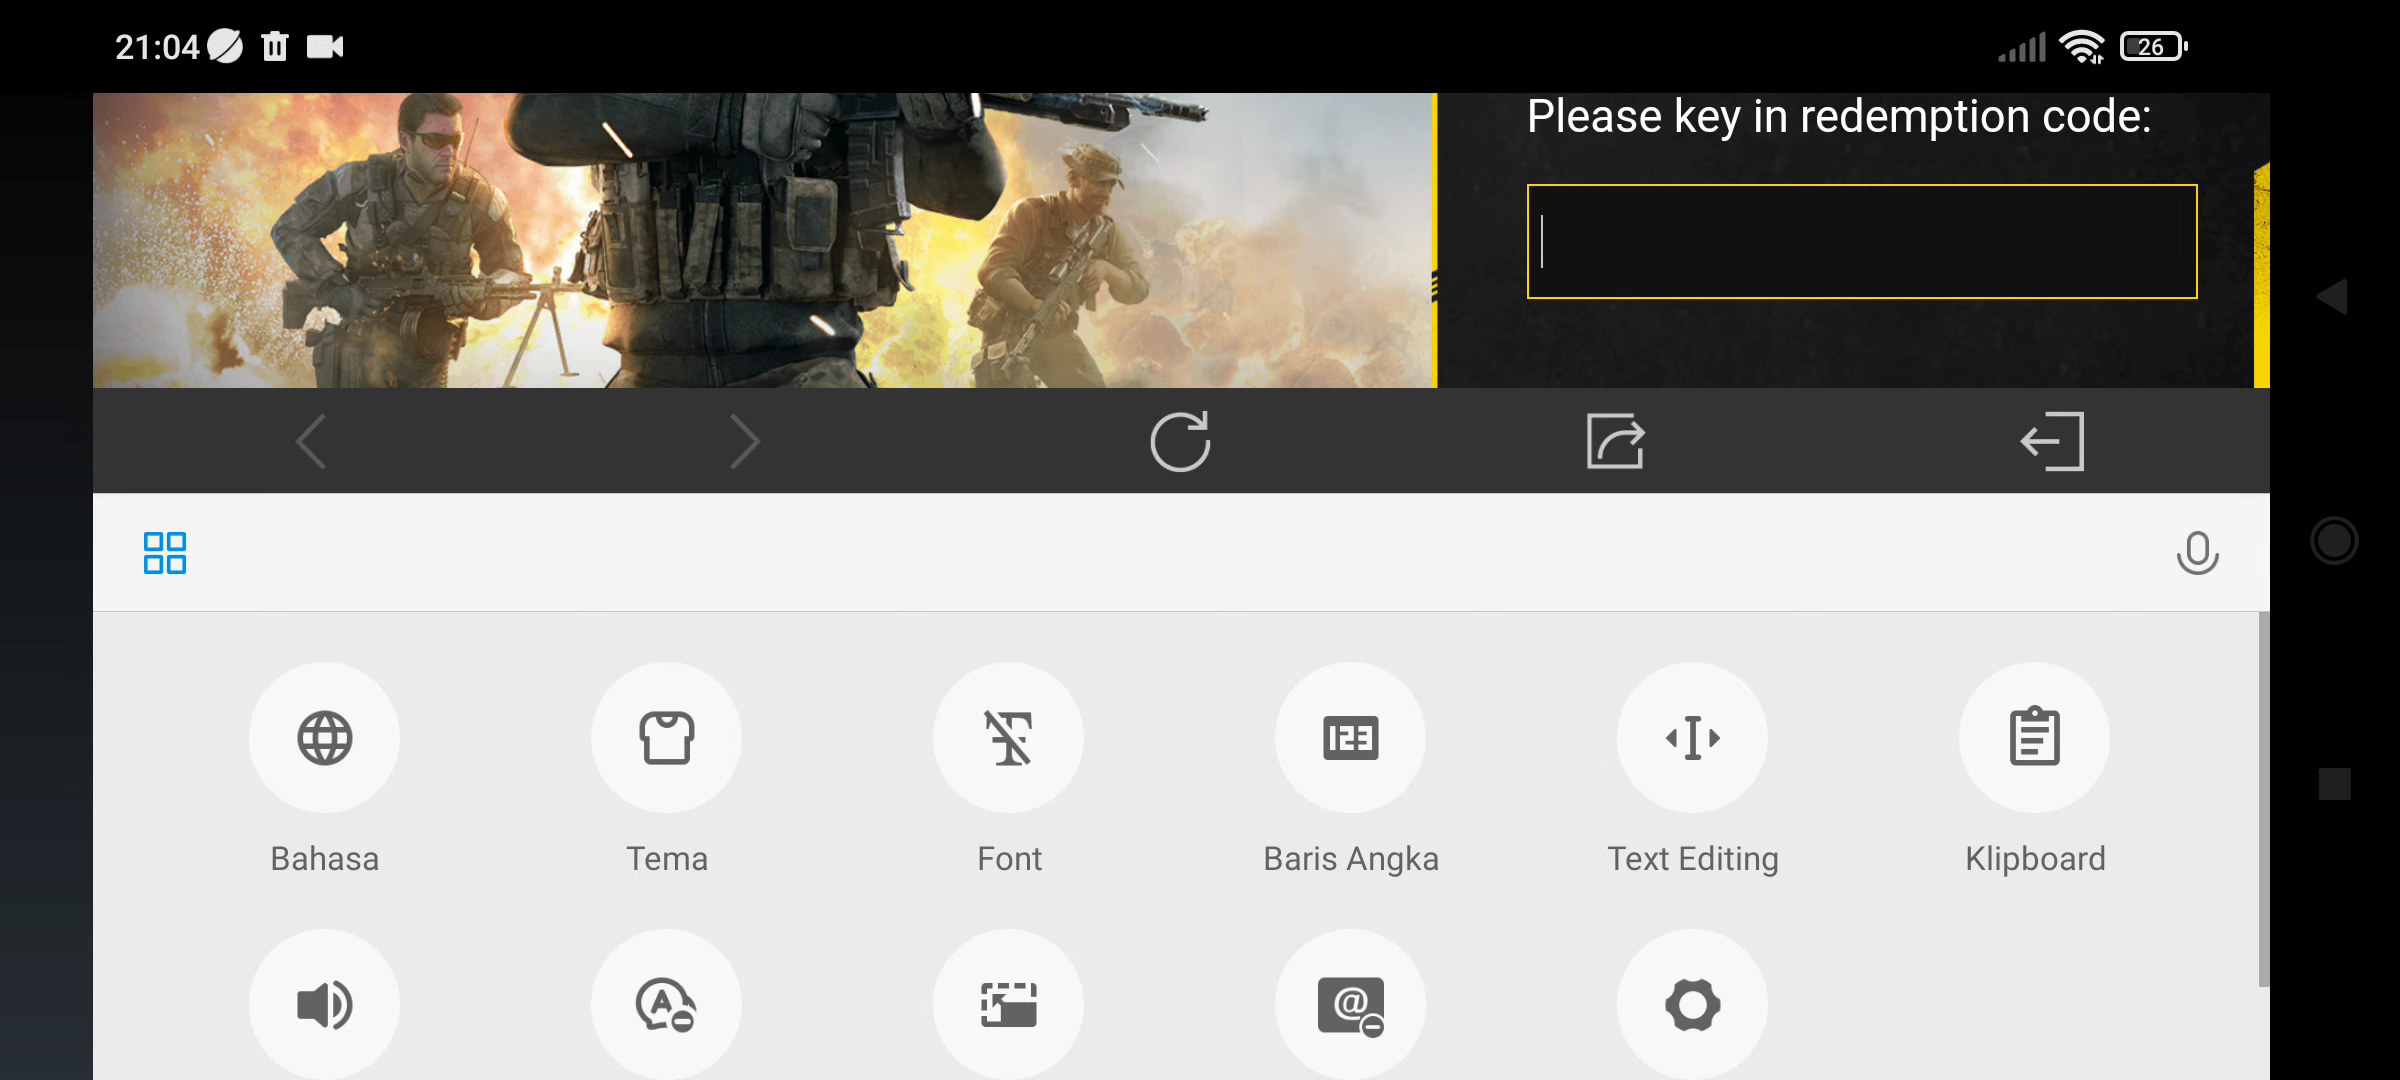 21:04
26
Please key in redemption code:
Bahasa
Tema
Font
Baris Angka
Text Editing
Klipboard